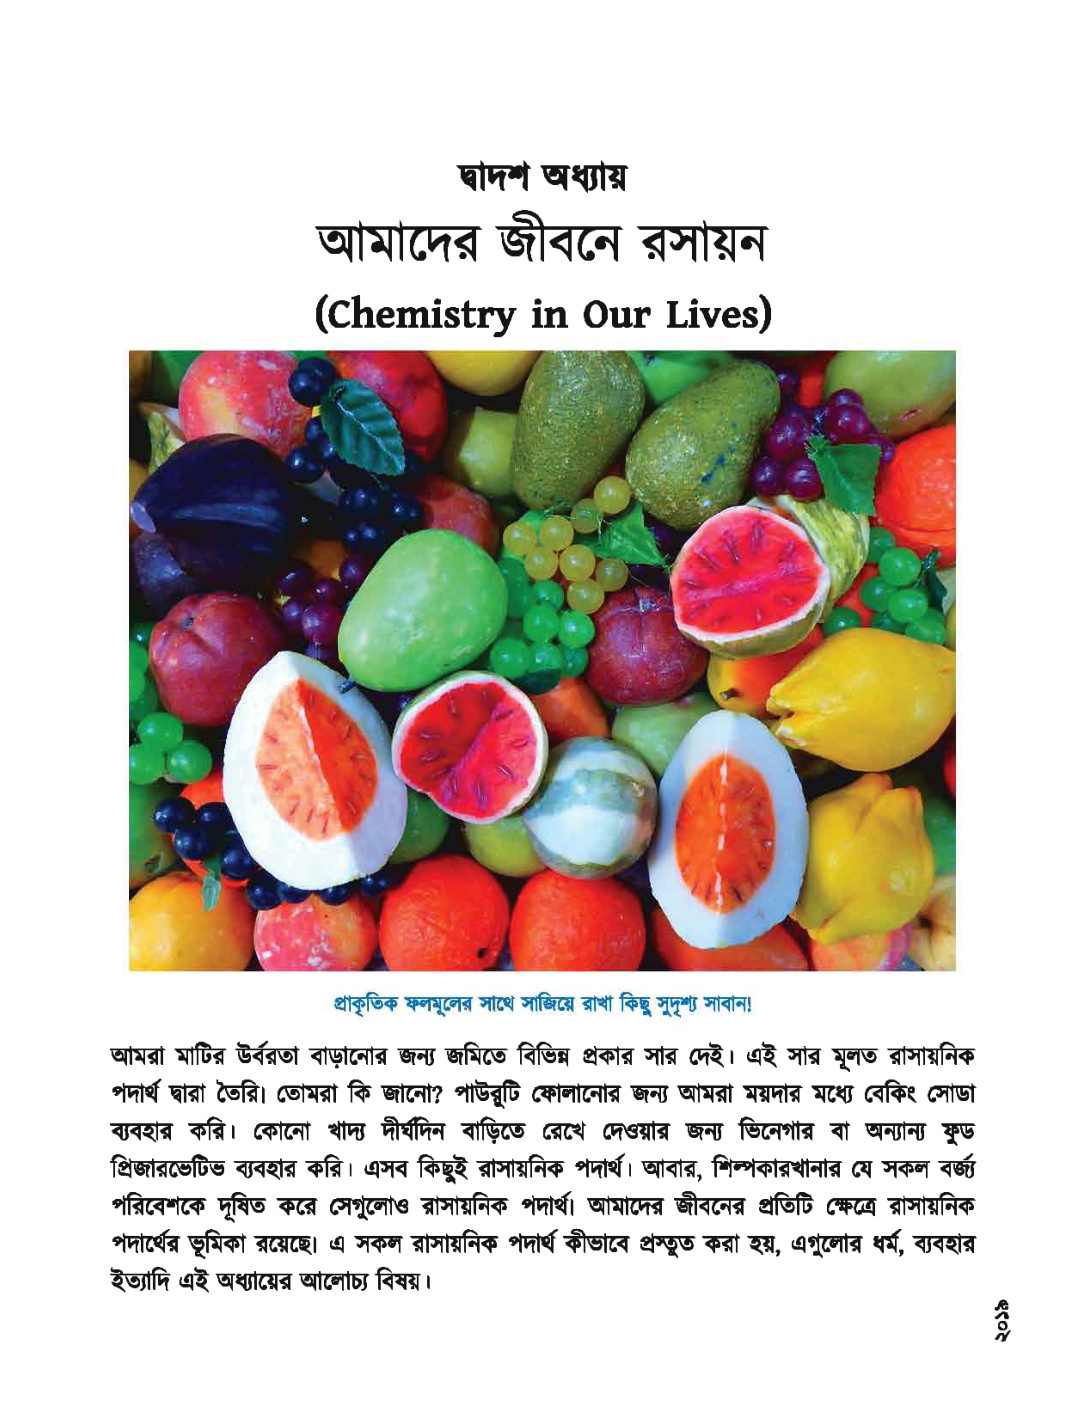 দ্বাদশ অধ্যায়
আমাদের জীবনে রসায়ন
(Chemistry in Our Lives)
প্রাকৃতিক ফলমূলের সাথে সাজিয়ে রাখা কিছু সুদৃশ্য সাবান!
আমরা মাটির উর্বরতা বাড়ানোর জন্য জমিতে বিভিন্ন প্রকার সার দেই। এই সার মূলত রাসায়নিক
পদার্থ দ্বারা তৈরি। তোমরা কি জানো? পাউরুটি ফোলানোর জন্য আমরা ময়দার মধ্যে বেকিং সোডা
ব্যবহার করি। কোনো খাদ্য দীর্ঘদিন বাড়িতে রেখে দেওয়ার জন্য ভিনেগার বা অন্যান্য ফুড
প্রিজারভেটিভ ব্যবহার করি। এসব কিছুই রাসায়নিক পদার্থ। আবার, শিল্পকারখানার যে সকল বর্জ্য
পরিবেশকে দূষিত করে সেগুলোও রাসায়নিক পদার্থ। আমাদের জীবনের প্রতিটি ক্ষেত্রে রাসায়নিক
পদার্থের ভূমিকা রয়েছে। এ সকল রাসায়নিক পদার্থ কীভাবে প্রস্তুত করা হয়, এগুলোর ধর্ম, ব্যবহার
ইত্যাদি এই অধ্যায়ের আলোচ্য বিষয়।
২০১৯